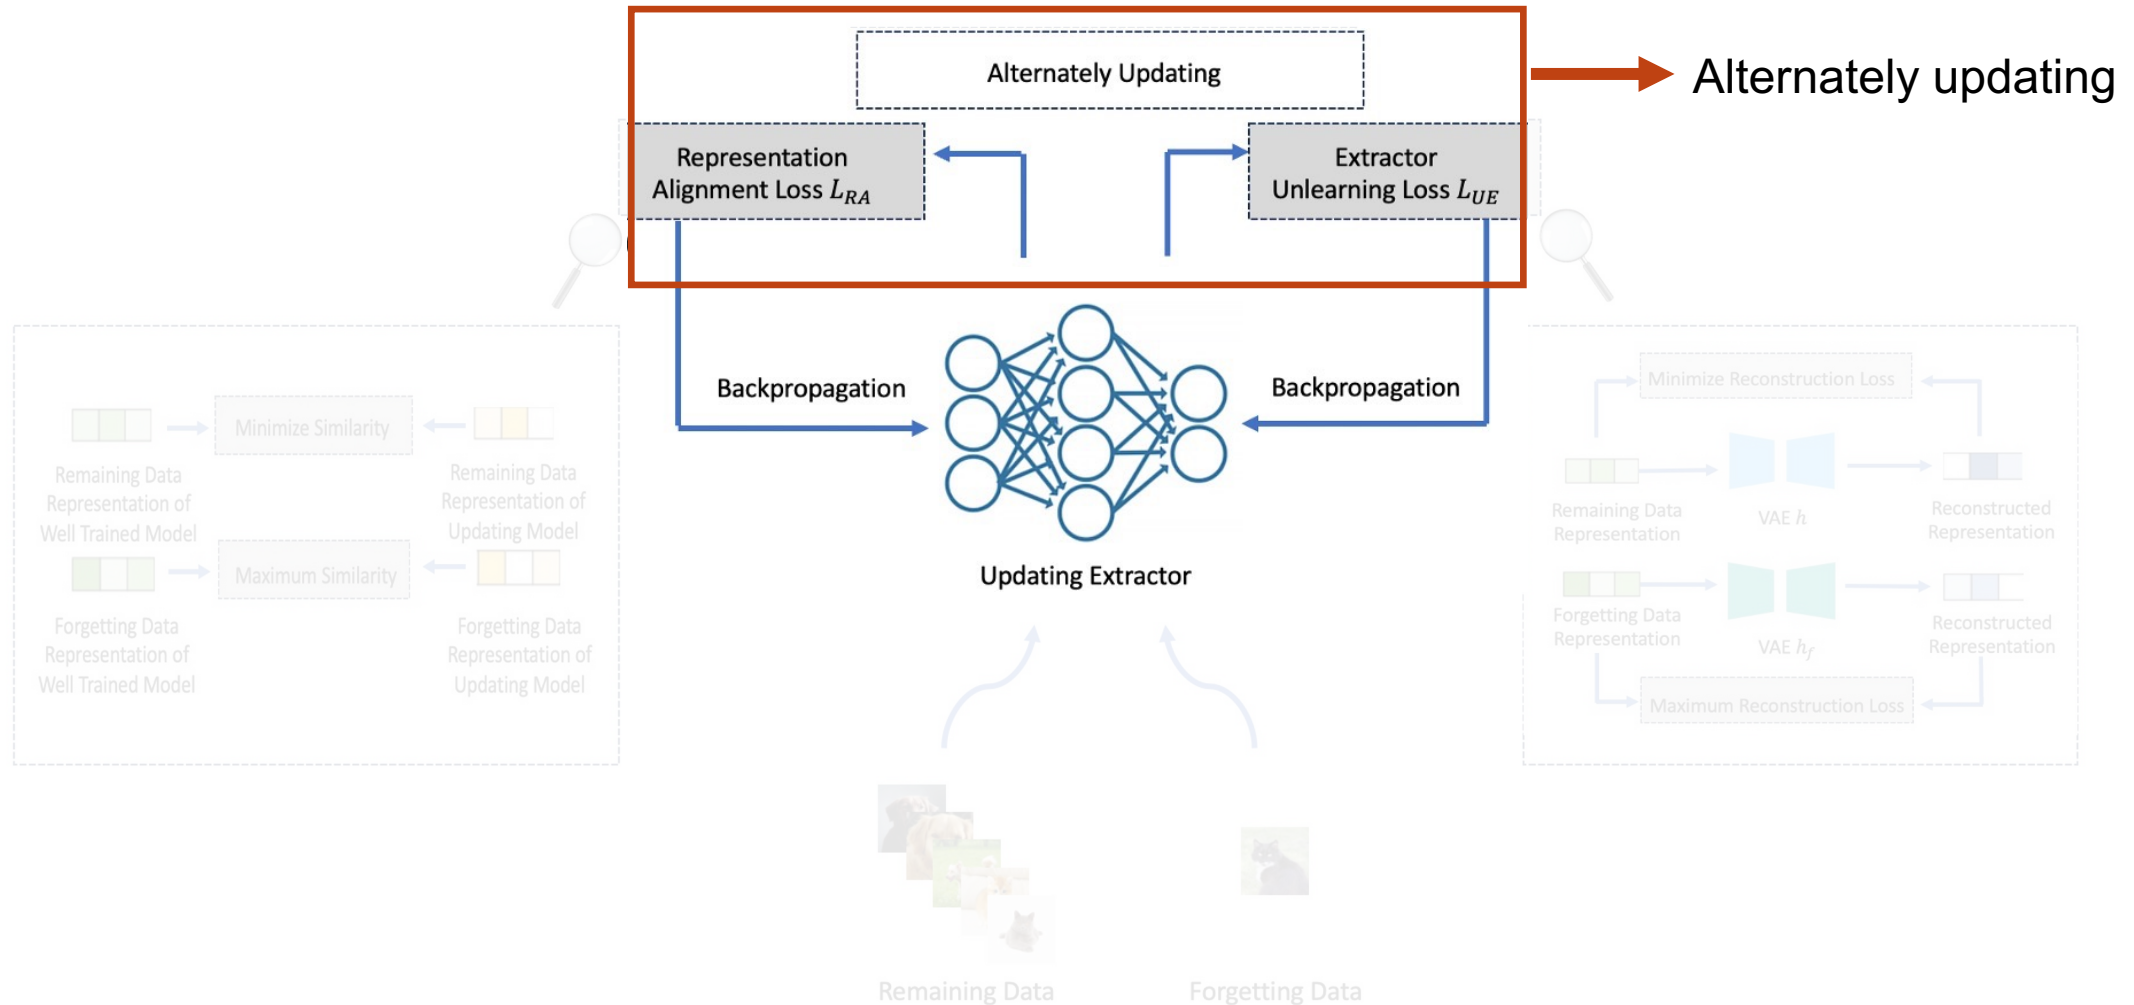 Alternately Updating
Alternately updating
Representation
Alignment Loss L_RA
Extractor
Unlearning Loss L_UE
Backpropagation
Backpropagation
Updating Extractor
Minimize Similarity
Remaining Data
Representation of
Well Trained Model
Remaining Data
Representation of
Updating Model
Maximum Similarity
Forgetting Data
Representation of
Well Trained Model
Forgetting Data
Representation of
Updating Model
Minimize Reconstruction Loss
Remaining Data
Representation
VAE h
Reconstructed
Representation
Forgetting Data
Representation
VAE h_f
Reconstructed
Representation
Maximum Reconstruction Loss
Remaining Data
Forgetting Data